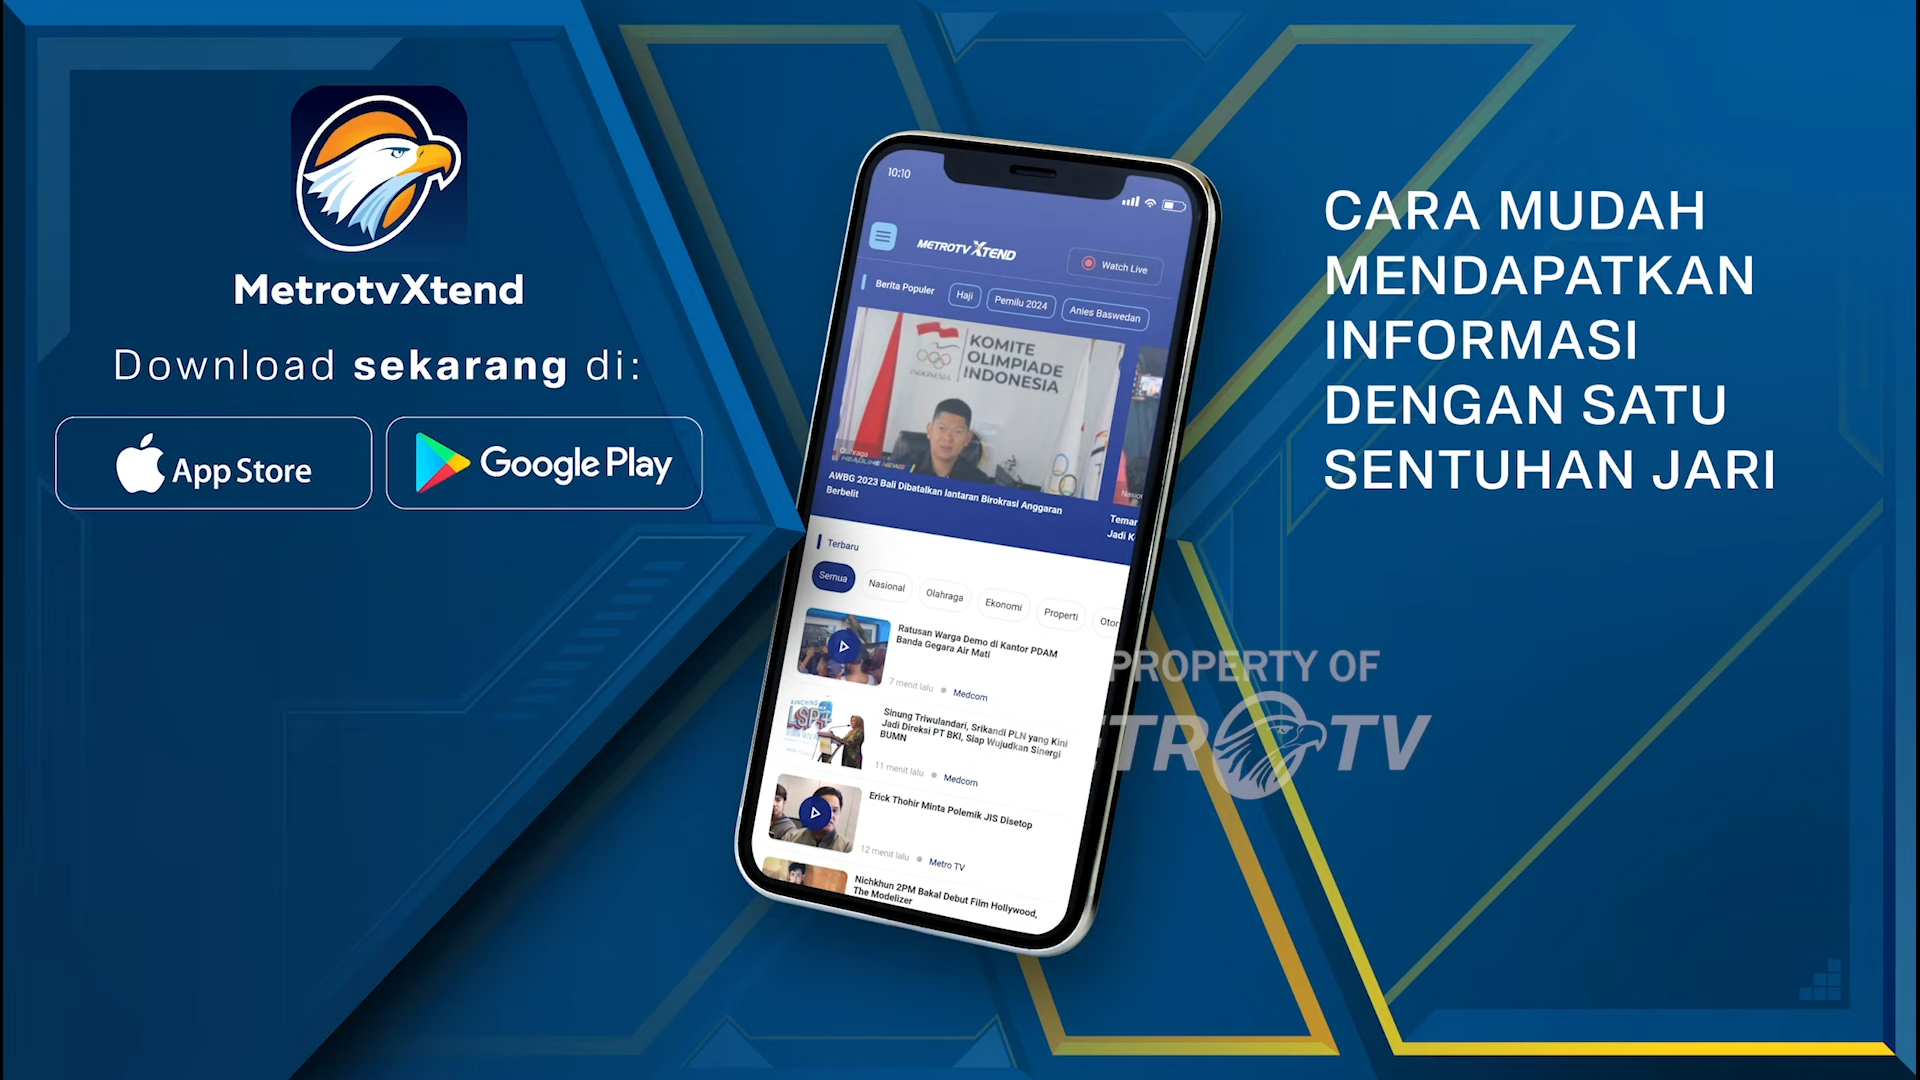 MetrotvXtend
Download sekarang di:
App Store
Google Play
10:10
METROTV XTEND
Watch Live
Berita Populer
Haji
Pemilu 2024
Anies Baswedan
KOMITE
OLIMPIADE
INDONESIA
INDONESIA
Olahraga
HEADLINE NEWS
AWBG 2023 Bali Dibatalkan lantaran Birokrasi Anggaran
Berbelit
Terbaru
Semua
Nasional
Olahraga
Ekonomi
Properti
Ratusan Warga Demo di Kantor PDAM
Banda Gegara Air Mati
7 menit lalu
Medcom
Sinung Triwulandari, Srikandi PLN yang Kini
Jadi Direksi PT BKI, Siap Wujudkan Sinergi
BUMN
11 menit lalu
Medcom
Erick Thohir Minta Polemik JIS Disetop
12 menit lalu
Metro TV
Nichkhun 2PM Bakal Debut Film Hollywood,
The Modelizer
CARA MUDAH
MENDAPATKAN
INFORMASI
DENGAN SATU
SENTUHAN JARI
PROPERTY OF
TV